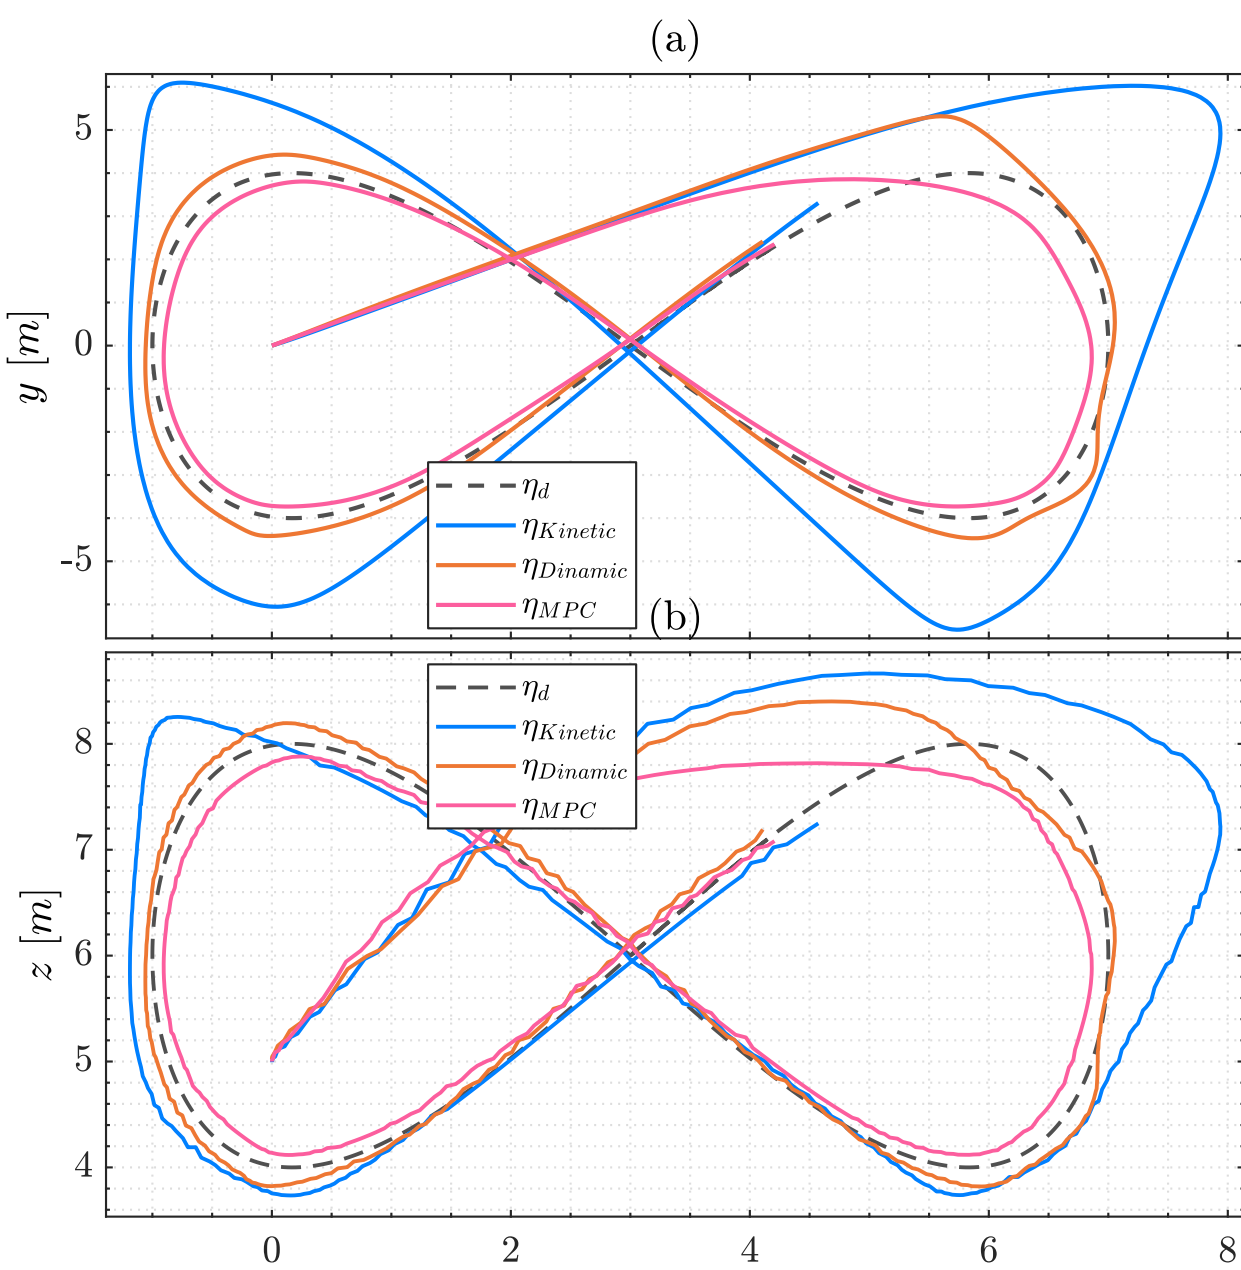 (a)
5
0
-5
y [m]
η_d
η_Kinetic
η_Dinamic
η_MPC
(b)
8
7
6
5
4
z [m]
η_d
η_Kinetic
η_Dinamic
η_MPC
0 2 4 6 8